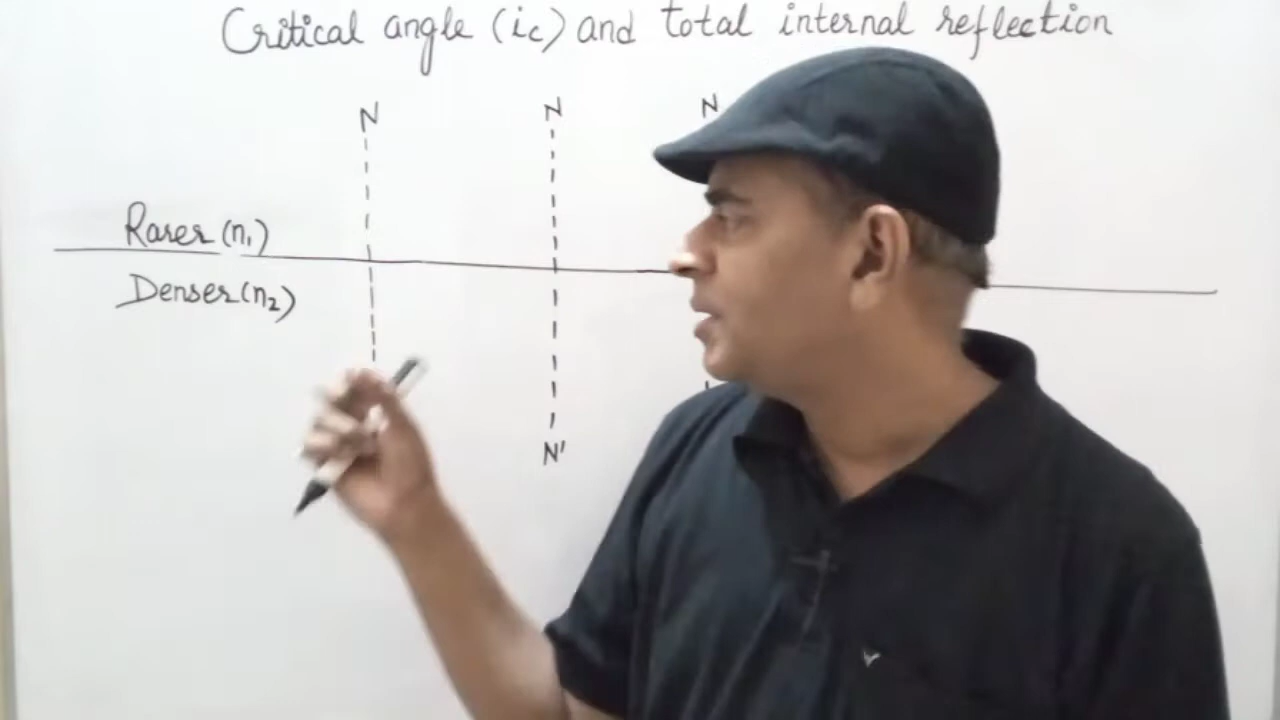 Critical angle (ic) and total internal reflection
N N N
Rarer (n1)
Denser (n2)
N'